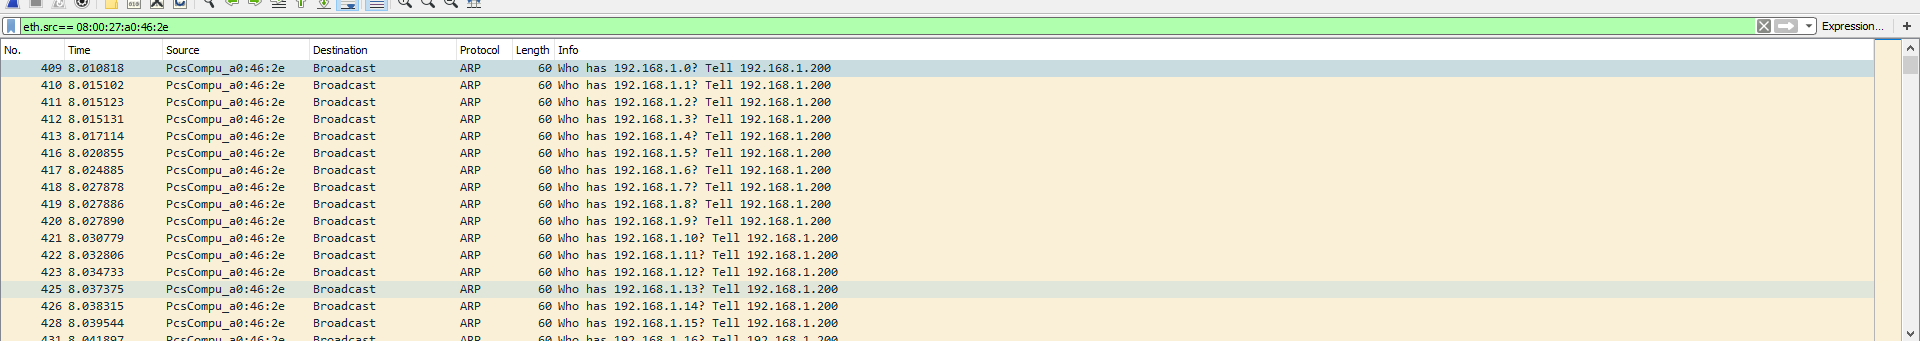 eth.src== 08:00:27:a0:46:2e Expression... +
No. Time Source Destination Protocol Length Info
409 8.010818 PcsCompu_a0:46:2e Broadcast ARP 60 Who has 192.168.1.0? Tell 192.168.1.200
410 8.015102 PcsCompu_a0:46:2e Broadcast ARP 60 Who has 192.168.1.1? Tell 192.168.1.200
411 8.015123 PcsCompu_a0:46:2e Broadcast ARP 60 Who has 192.168.1.2? Tell 192.168.1.200
412 8.015131 PcsCompu_a0:46:2e Broadcast ARP 60 Who has 192.168.1.3? Tell 192.168.1.200
413 8.017114 PcsCompu_a0:46:2e Broadcast ARP 60 Who has 192.168.1.4? Tell 192.168.1.200
416 8.020855 PcsCompu_a0:46:2e Broadcast ARP 60 Who has 192.168.1.5? Tell 192.168.1.200
417 8.024885 PcsCompu_a0:46:2e Broadcast ARP 60 Who has 192.168.1.6? Tell 192.168.1.200
418 8.027878 PcsCompu_a0:46:2e Broadcast ARP 60 Who has 192.168.1.7? Tell 192.168.1.200
419 8.027886 PcsCompu_a0:46:2e Broadcast ARP 60 Who has 192.168.1.8? Tell 192.168.1.200
420 8.027890 PcsCompu_a0:46:2e Broadcast ARP 60 Who has 192.168.1.9? Tell 192.168.1.200
421 8.030779 PcsCompu_a0:46:2e Broadcast ARP 60 Who has 192.168.1.10? Tell 192.168.1.200
422 8.032806 PcsCompu_a0:46:2e Broadcast ARP 60 Who has 192.168.1.11? Tell 192.168.1.200
423 8.034733 PcsCompu_a0:46:2e Broadcast ARP 60 Who has 192.168.1.12? Tell 192.168.1.200
425 8.037375 PcsCompu_a0:46:2e Broadcast ARP 60 Who has 192.168.1.13? Tell 192.168.1.200
426 8.038315 PcsCompu_a0:46:2e Broadcast ARP 60 Who has 192.168.1.14? Tell 192.168.1.200
428 8.039544 PcsCompu_a0:46:2e Broadcast ARP 60 Who has 192.168.1.15? Tell 192.168.1.200
431 8.041897 PcsCompu_a0:46:2e Broadcast ARP 60 Who has 192.168.1.16? Tell 192.168.1.200